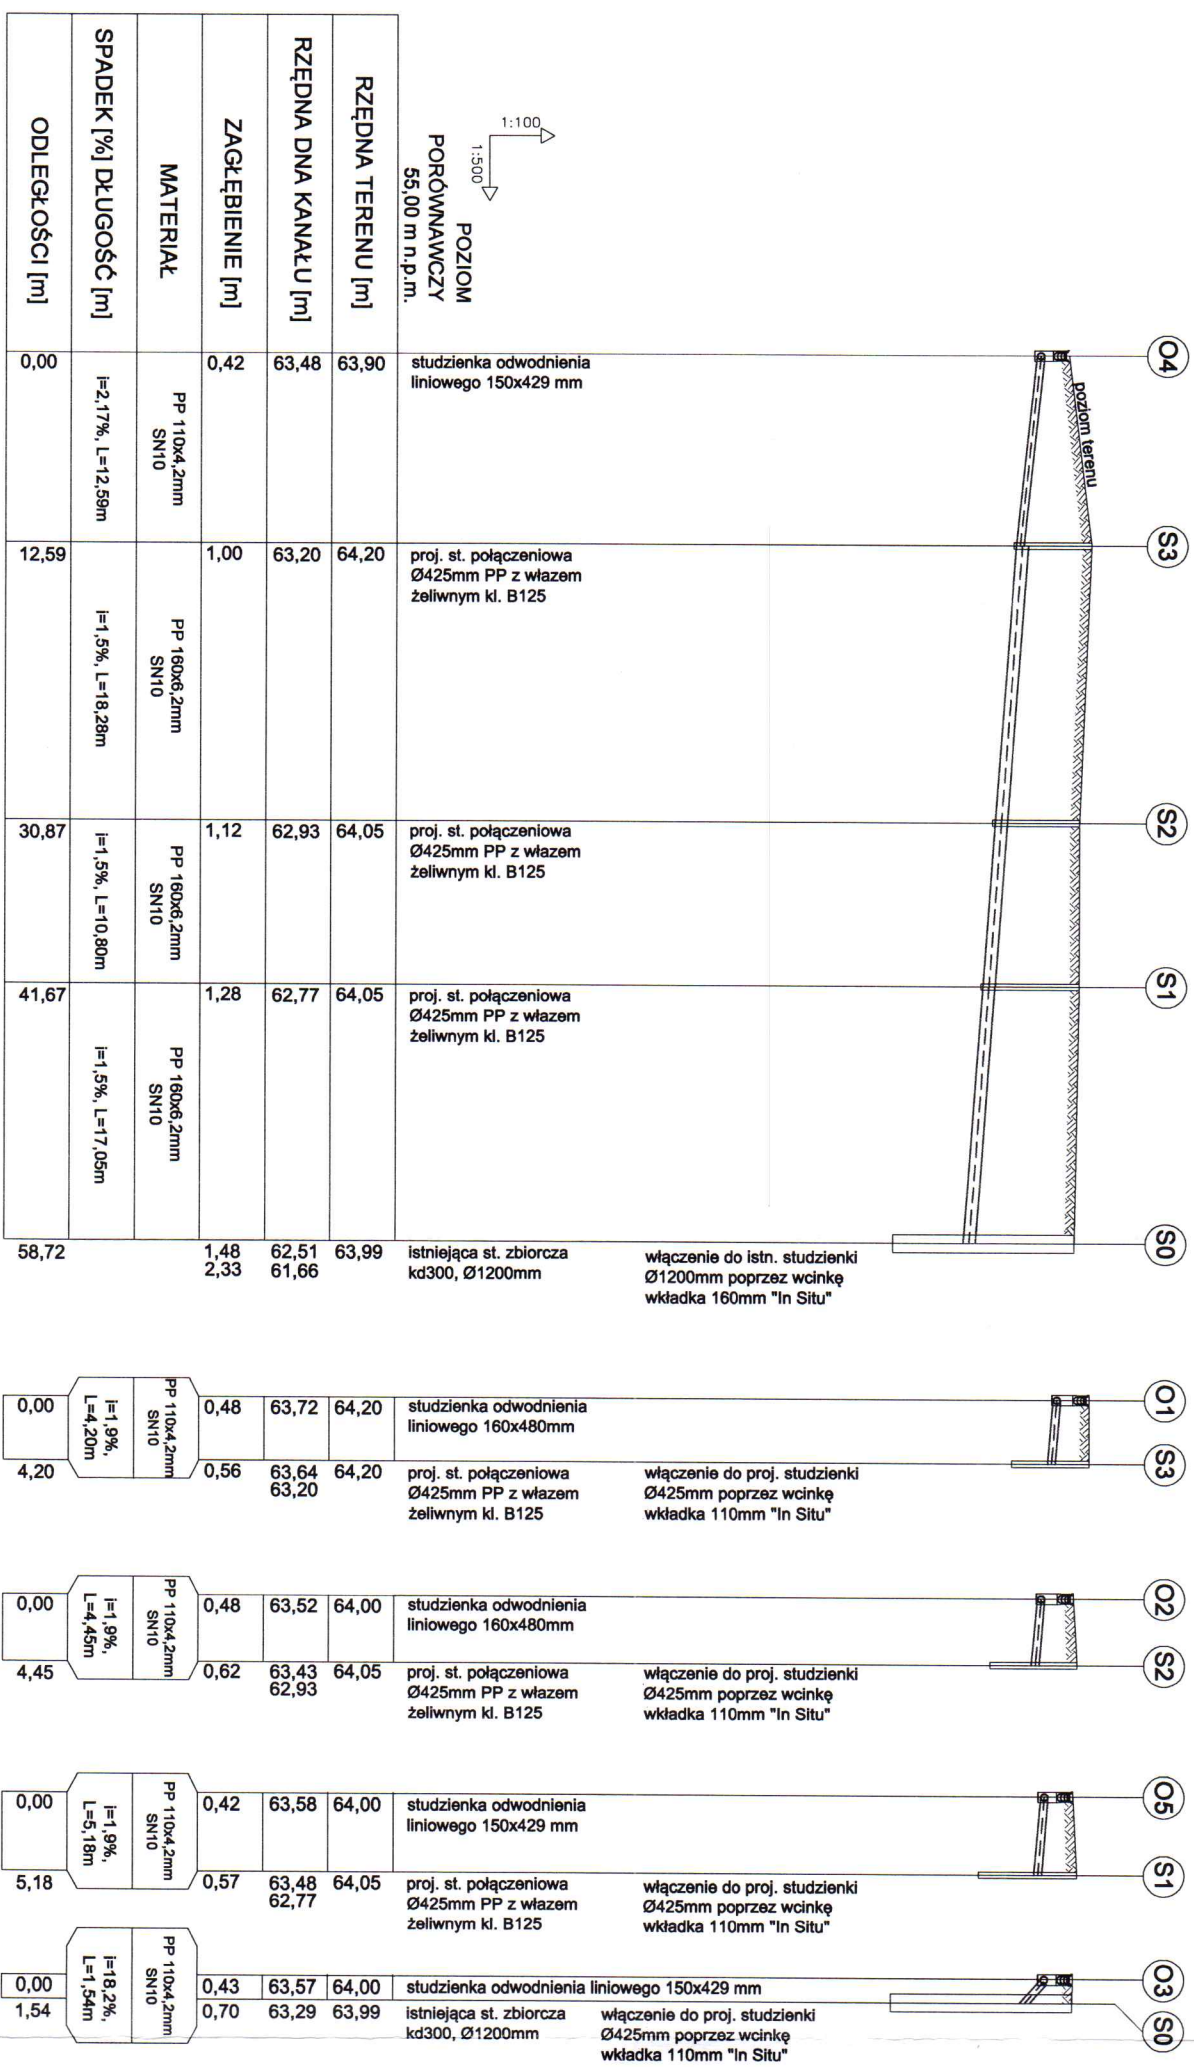 O4
S3
S2
S1
S0
O1
S3
O2
S2
O5
S1
O3
S0
poziom terenu
1:100
1:500
POZIOM
PORÓWNAWCZY
55,00 m n.p.m.
RZĘDNA TERENU [m]
RZĘDNA DNA KANAŁU [m]
ZAGŁĘBIENIE [m]
MATERIAŁ
SPADEK [%] DŁUGOŚĆ [m]
ODLEGŁOŚCI [m]
0,00
0,42
63,48
63,90
studzienka odwodnienia
liniowego 150x429 mm
PP 110x4,2mm
SN10
i=2,17%, L=12,59m
12,59
1,00
63,20
64,20
proj. st. połączeniowa
Ø425mm PP z włazem
żeliwnym kl. B125
PP 160x6,2mm
SN10
i=1,5%, L=18,28m
30,87
1,12
62,93
64,05
proj. st. połączeniowa
Ø425mm PP z włazem
żeliwnym kl. B125
PP 160x6,2mm
SN10
i=1,5%, L=10,80m
41,67
1,28
62,77
64,05
proj. st. połączeniowa
Ø425mm PP z włazem
żeliwnym kl. B125
PP 160x6,2mm
SN10
i=1,5%, L=17,05m
58,72
1,48
2,33
62,51
61,66
63,99
istniejąca st. zbiorcza
kd300, Ø1200mm
włączenie do istn. studzienki
Ø1200mm poprzez wcinkę
wkładka 160mm "In Situ"
0,00
i=1,9%,
L=4,20m
PP 110x4,2mm
SN10
0,48
63,72
64,20
studzienka odwodnienia
liniowego 160x480mm
4,20
0,56
63,64
63,20
64,20
proj. st. połączeniowa
Ø425mm PP z włazem
żeliwnym kl. B125
włączenie do proj. studzienki
Ø425mm poprzez wcinkę
wkładka 110mm "In Situ"
0,00
i=1,9%,
L=4,45m
PP 110x4,2mm
SN10
0,48
63,52
64,00
studzienka odwodnienia
liniowego 160x480mm
4,45
0,62
63,43
62,93
64,05
proj. st. połączeniowa
Ø425mm PP z włazem
żeliwnym kl. B125
włączenie do proj. studzienki
Ø425mm poprzez wcinkę
wkładka 110mm "In Situ"
0,00
i=1,9%,
L=5,18m
PP 110x4,2mm
SN10
0,42
63,58
64,00
studzienka odwodnienia
liniowego 150x429 mm
5,18
0,57
63,48
62,77
64,05
proj. st. połączeniowa
Ø425mm PP z włazem
żeliwnym kl. B125
włączenie do proj. studzienki
Ø425mm poprzez wcinkę
wkładka 110mm "In Situ"
0,00
i=18,2%,
L=1,54m
PP 110x4,2mm
SN10
0,43
63,57
64,00
studzienka odwodnienia liniowego 150x429 mm
1,54
0,70
63,29
63,99
istniejąca st. zbiorcza
kd300, Ø1200mm
włączenie do proj. studzienki
Ø425mm poprzez wcinkę
wkładka 110mm "In Situ"